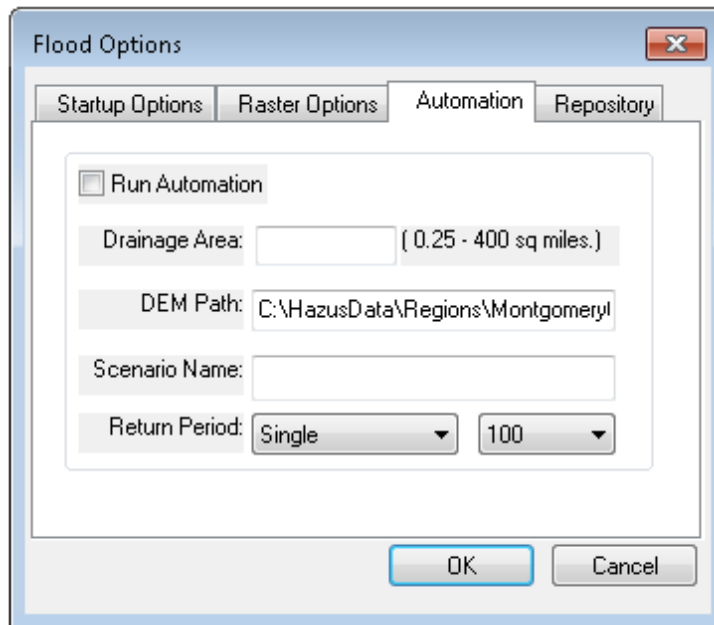 Flood Options
Startup Options Raster Options Automation Repository
Run Automation
Drainage Area: ( 0.25 - 400 sq miles.)
DEM Path: C:\HazusData\Regions\Montgomery
Scenario Name:
Return Period: Single 100
OK Cancel